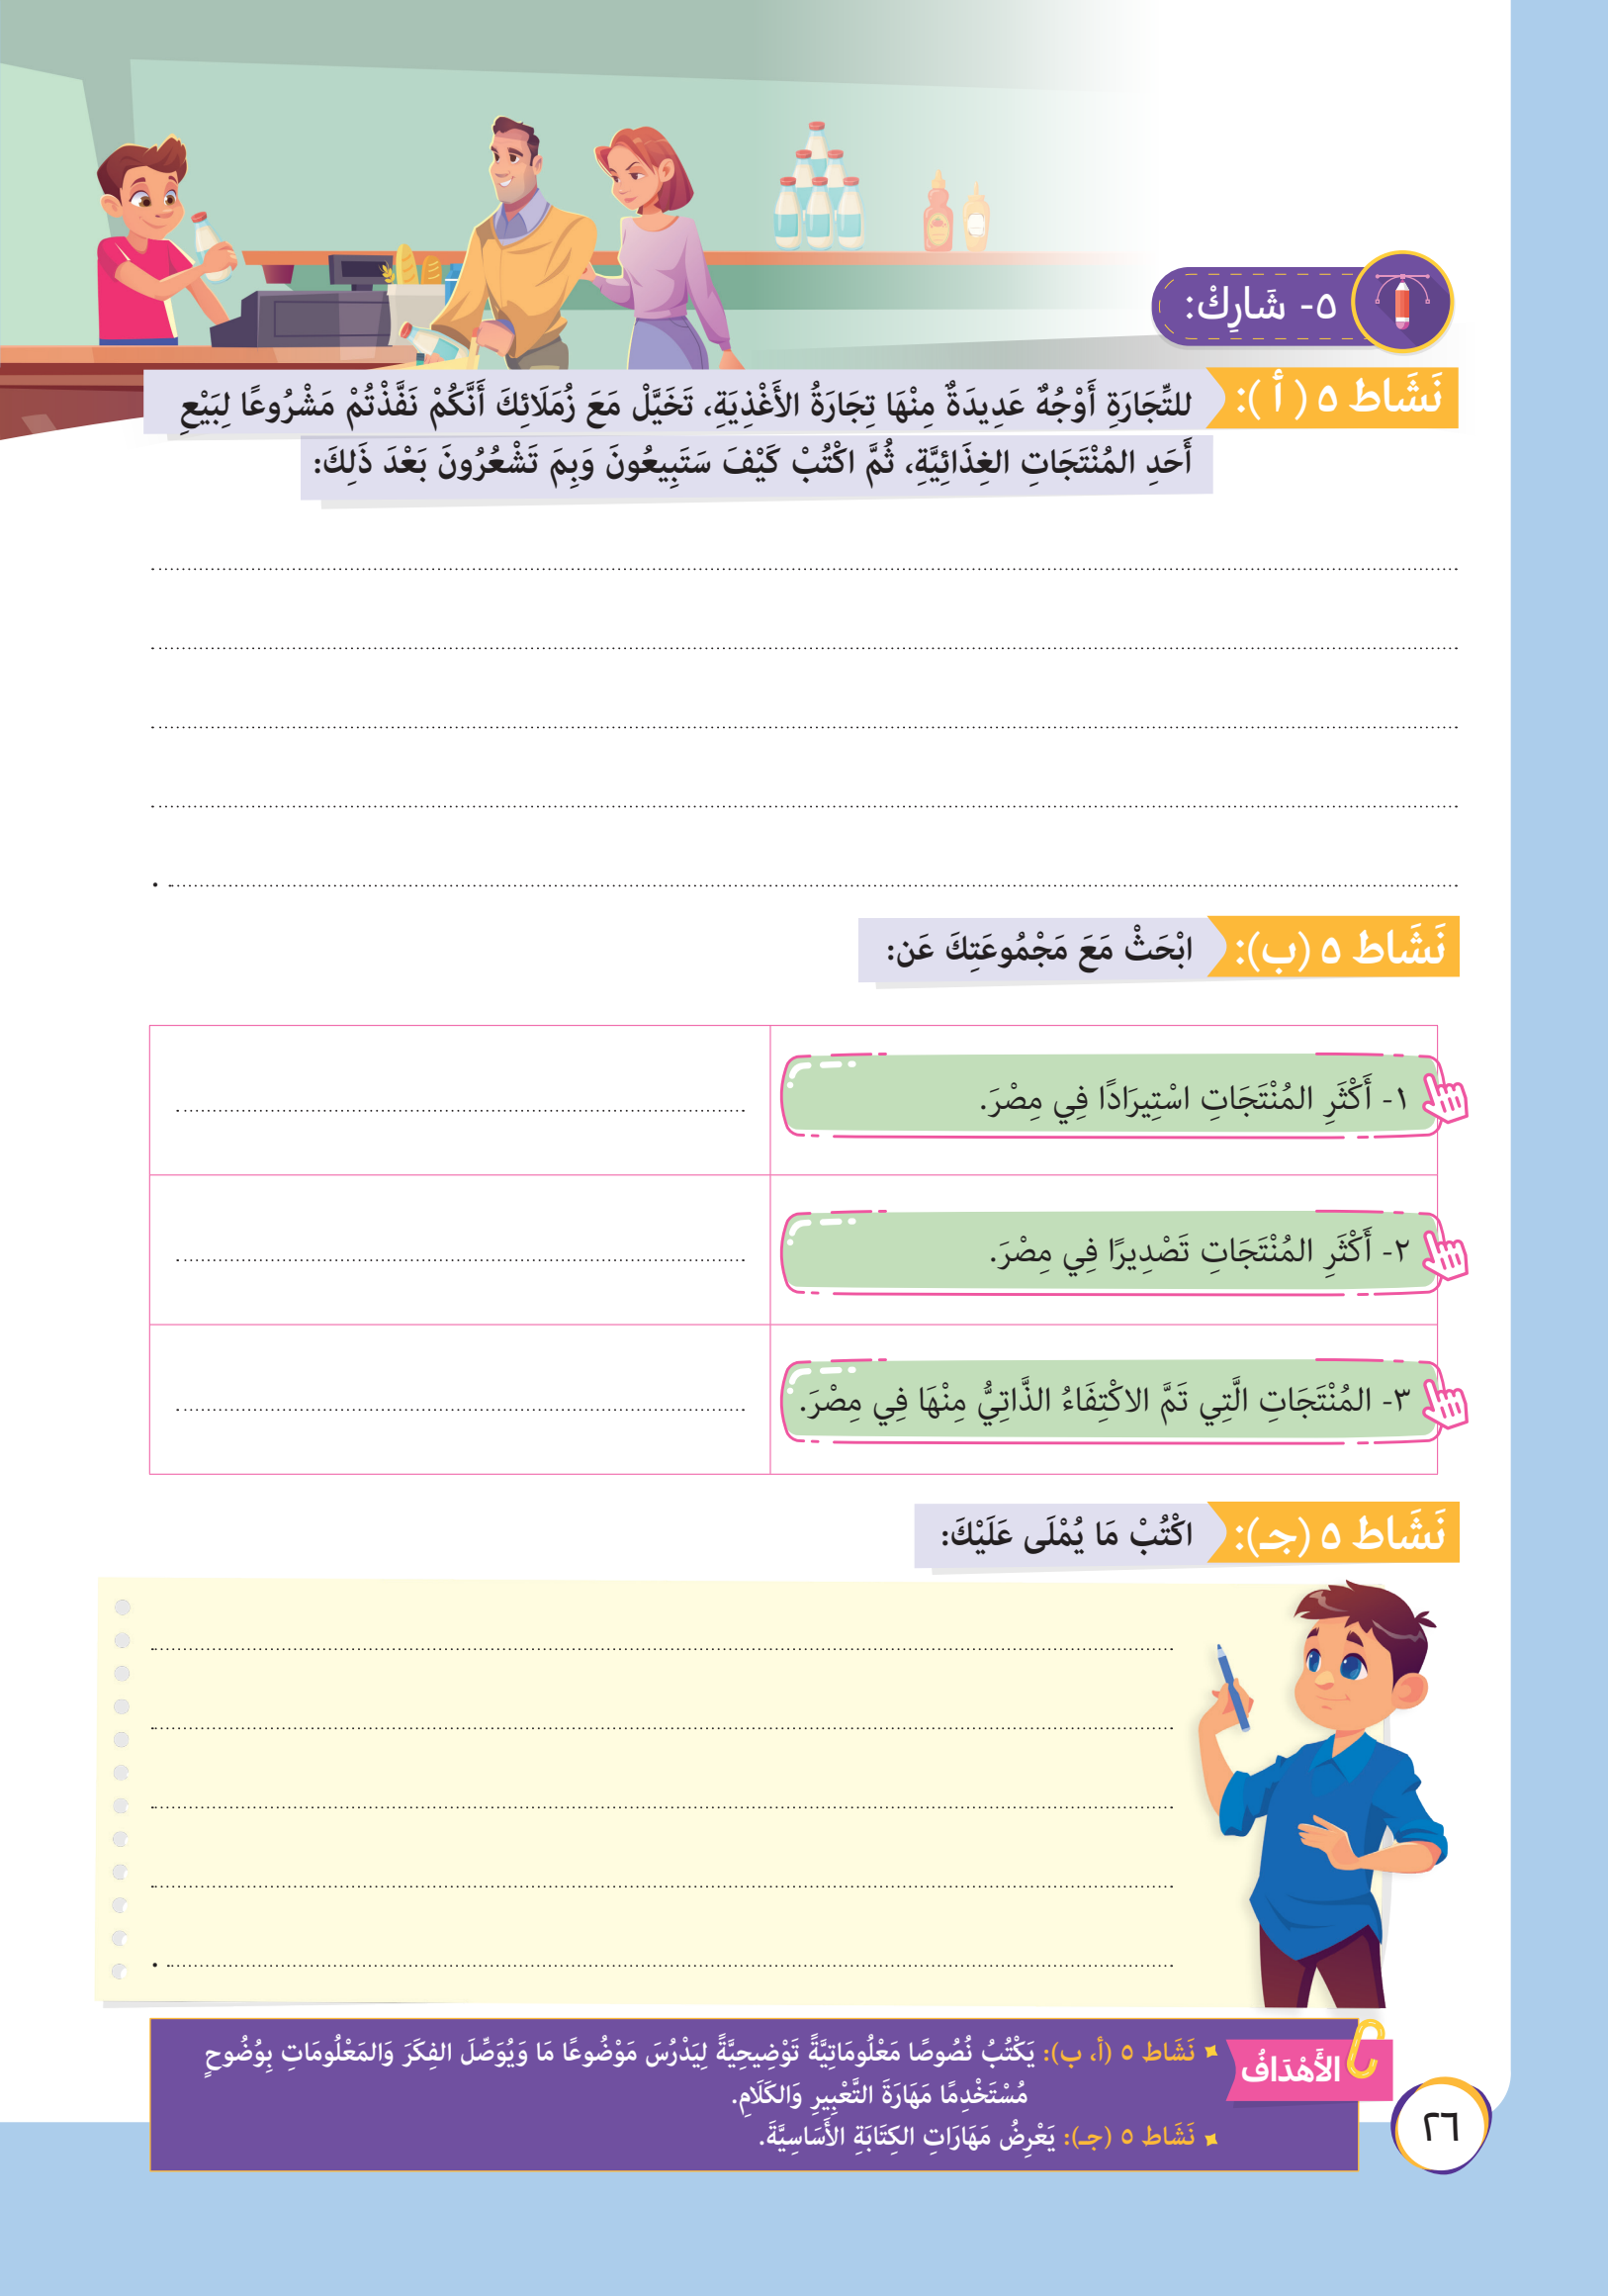 ٥- شَارِكْ:
نَشَاط ٥ ( أ ): للتِّجَارَةِ أَوْجُهٌ عَدِيدَةٌ مِنْهَا تِجَارَةُ الأَغْذِيَةِ، تَخَيَّلْ مَعَ زُمَلَائِكَ أَنَّكُمْ نَفَّذْتُمْ مَشْرُوعًا لِبَيْعِ
أَحَدِ المُنْتَجَاتِ الغِذَائِيَّةِ، ثُمَّ اكْتُبْ كَيْفَ سَتَبِيعُونَ وَبِمَ تَشْعُرُونَ بَعْدَ ذَلِكَ:
نَشَاط ٥ (ب): ابْحَثْ مَعَ مَجْمُوعَتِكَ عَن:
١- أَكْثَرِ المُنْتَجَاتِ اسْتِيرَادًا فِي مِصْرَ.
٢- أَكْثَرِ المُنْتَجَاتِ تَصْدِيرًا فِي مِصْرَ.
٣- المُنْتَجَاتِ الَّتِي تَمَّ الاكْتِفَاءُ الذَّاتِيُّ مِنْهَا فِي مِصْرَ.
نَشَاط ٥ (جـ): اكْتُبْ مَا يُمْلَى عَلَيْكَ:
الأَهْدَافُ
نَشَاط ٥ (أ، ب): يَكْتُبُ نُصُوصًا مَعْلُومَاتِيَّةً تَوْضِيحِيَّةً لِيَدْرُسَ مَوْضُوعًا مَا وَيُوَصِّلَ الفِكَرَ وَالمَعْلُومَاتِ بِوُضُوحٍ
مُسْتَخْدِمًا مَهَارَةَ التَّعْبِيرِ وَالكَلَامِ.
نَشَاط ٥ (جـ): يَعْرِضُ مَهَارَاتِ الكِتَابَةِ الأَسَاسِيَّةَ.
٢٦